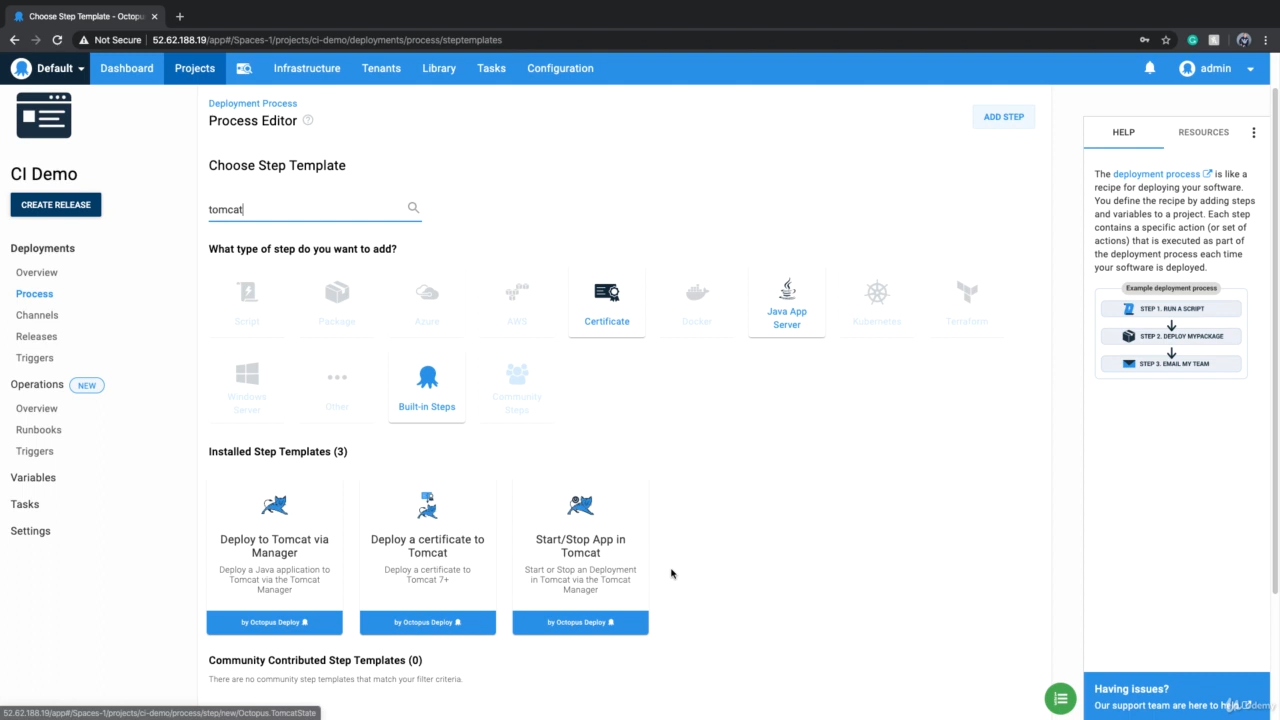 Choose Step Template - Octopu
Not Secure 52.62.188.19/app#/Spaces-1/projects/ci-demo/deployments/process/steptemplates
Default Dashboard Projects Infrastructure Tenants Library Tasks Configuration admin
CI Demo
CREATE RELEASE
Deployments
Overview
Process
Channels
Releases
Triggers
Operations NEW
Overview
Runbooks
Triggers
Variables
Tasks
Settings
Deployment Process
Process Editor
ADD STEP
Choose Step Template
tomcat
What type of step do you want to add?
Script
Package
Azure
AWS
Certificate
Docker
Java App
Server
Kubernetes
Terraform
Windows
Server
Other
Built-in Steps
Community
Steps
Installed Step Templates (3)
Deploy to Tomcat via
Manager
Deploy a Java application to
Tomcat via the Tomcat
Manager
by Octopus Deploy
Deploy a certificate to
Tomcat
Deploy a certificate to
Tomcat 7+
by Octopus Deploy
Start/Stop App in
Tomcat
Start or Stop an Deployment
in Tomcat via the Tomcat
Manager
by Octopus Deploy
Community Contributed Step Templates (0)
There are no community step templates that match your filter criteria.
HELP RESOURCES
The deployment process is like a
recipe for deploying your software.
You define the recipe by adding steps
and variables to a project. Each step
contains a specific action (or set of
actions) that is executed as part of
the deployment process each time
your software is deployed.
Example deployment process
STEP 1. RUN A SCRIPT
STEP 2. DEPLOY MYPACKAGE
STEP 3. EMAIL MY TEAM
Having issues?
Our support team are here to
52.62.188.19/app#/Spaces-1/projects/ci-demo/process/step/new/Octopus.TomcatState